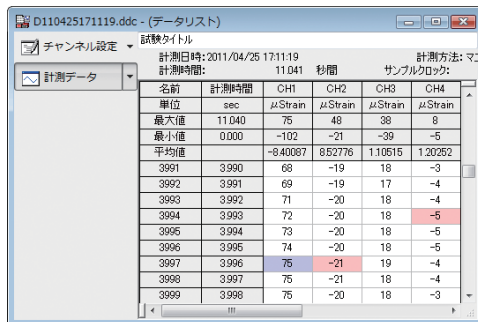 D110425171119.ddc - (データリスト)
チャンネル設定
試験タイトル
計測日時:2011/04/25 17:11:19 計測方法: マニ
計測時間: 11.041 秒間 サンプルクロック:
計測データ
名前 計測時間 CH1 CH2 CH3 CH4
単位 sec μStrain μStrain μStrain μStrain
最大値 11.040 75 48 38 8
最小値 0.000 -102 -21 -39 -5
平均値 -8.40087 8.52776 1.10515 1.20252
3991 3.990 68 -19 18 -3
3992 3.991 69 -19 17 -4
3993 3.992 71 -20 18 -4
3994 3.993 72 -20 18 -5
3995 3.994 73 -20 18 -5
3996 3.995 74 -20 18 -5
3997 3.996 75 -21 19 -4
3998 3.997 75 -21 18 -4
3999 3.998 75 -20 18 -3